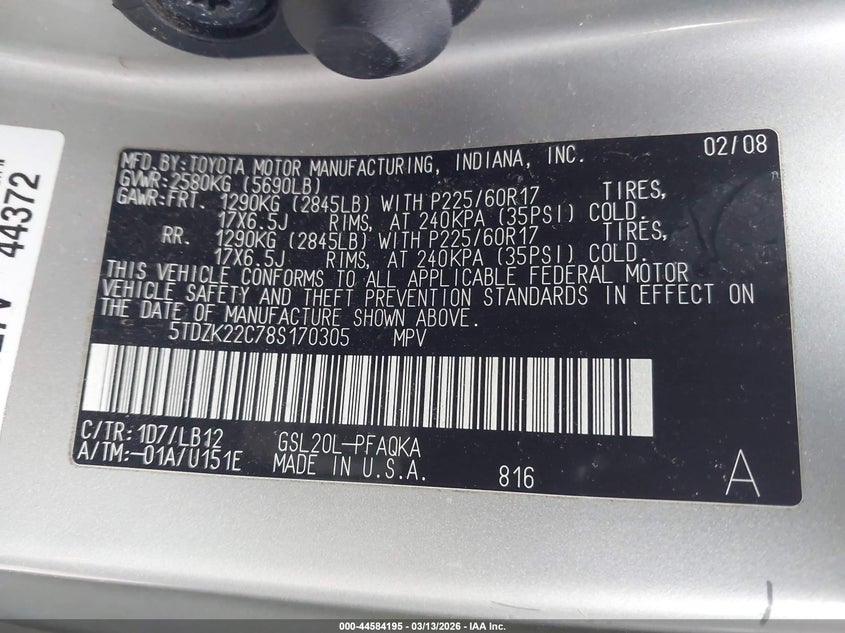 MFD.BY:TOYOTA MOTOR MANUFACTURING, INDIANA, INC. 02/08
GVWR:2580KG (5690LB)
GAWR:FRT. 1290KG (2845LB) WITH P225/60R17 TIRES,
17X6.5J RIMS, AT 240KPA (35PSI) COLD.
RR. 1290KG (2845LB) WITH P225/60R17 TIRES,
17X6.5J RIMS, AT 240KPA (35PSI) COLD.
THIS VEHICLE CONFORMS TO ALL APPLICABLE FEDERAL MOTOR
VEHICLE SAFETY AND THEFT PREVENTION STANDARDS IN EFFECT ON
THE DATE OF MANUFACTURE SHOWN ABOVE.
5TDZK22C78S170305 MPV
C/TR:1D7/LB12 GSL20L-PFAQKA
A/TM:-01A/U151E MADE IN U.S.A. 816 A
44372
000-44584195 - 03/13/2026 - IAA Inc.